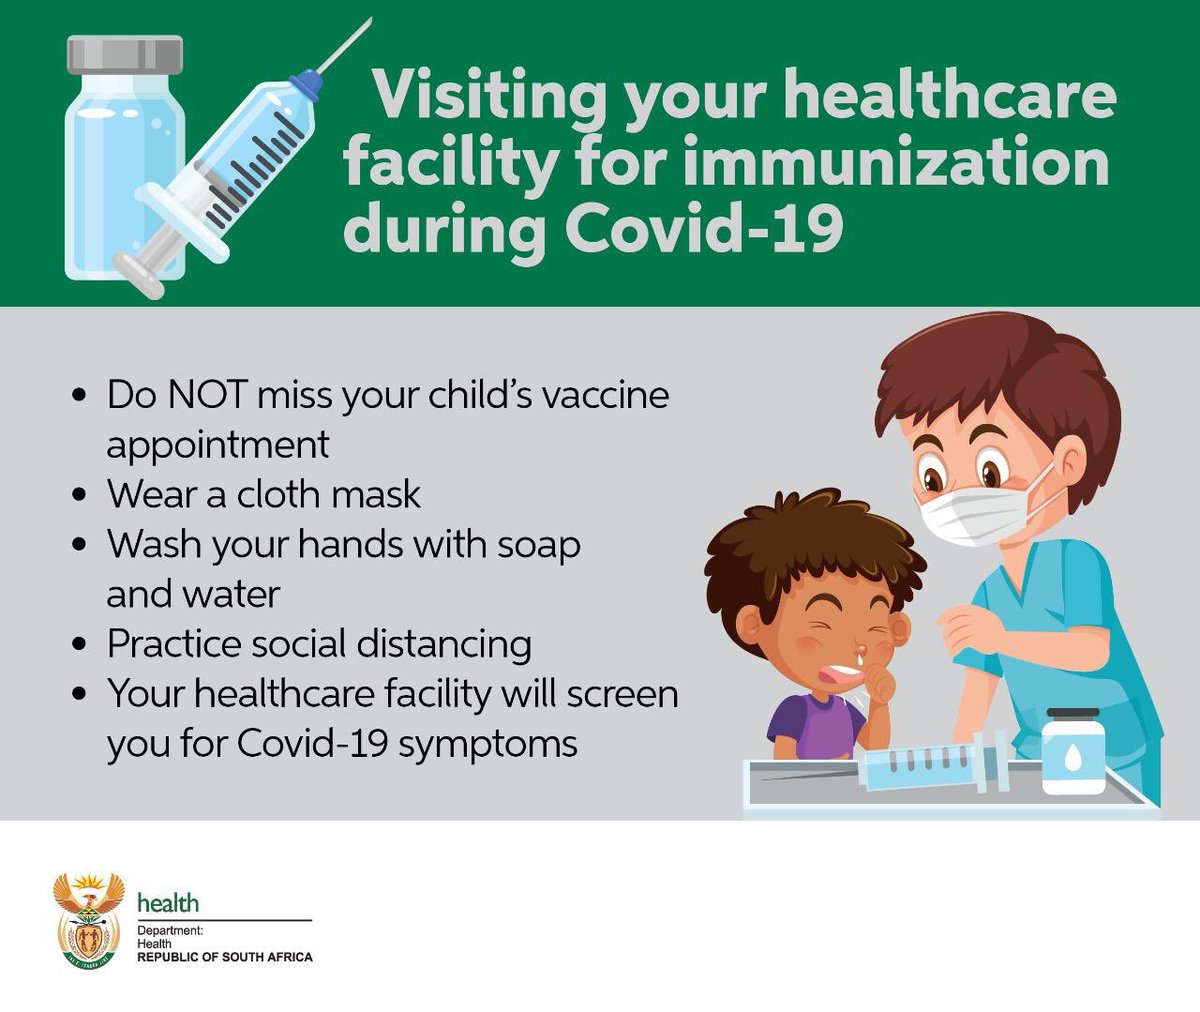 Visiting your healthcare
facility for immunization
during Covid-19
• Do NOT miss your child's vaccine
appointment
• Wear a cloth mask
• Wash your hands with soap
and water
• Practice social distancing
• Your healthcare facility will screen
you for Covid-19 symptoms
health
Department:
Health
REPUBLIC OF SOUTH AFRICA